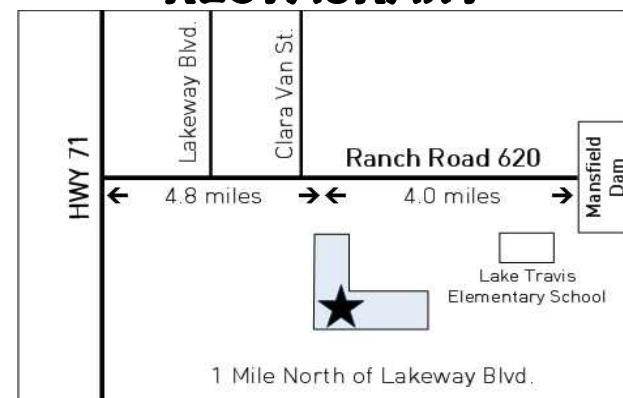 RESTAURANT
Lakeway Blvd.
Clara Van St.
HWY 71
Ranch Road 620
Mansfield
Dam
4.8 miles
4.0 miles
Lake Travis
Elementary School
1 Mile North of Lakeway Blvd.